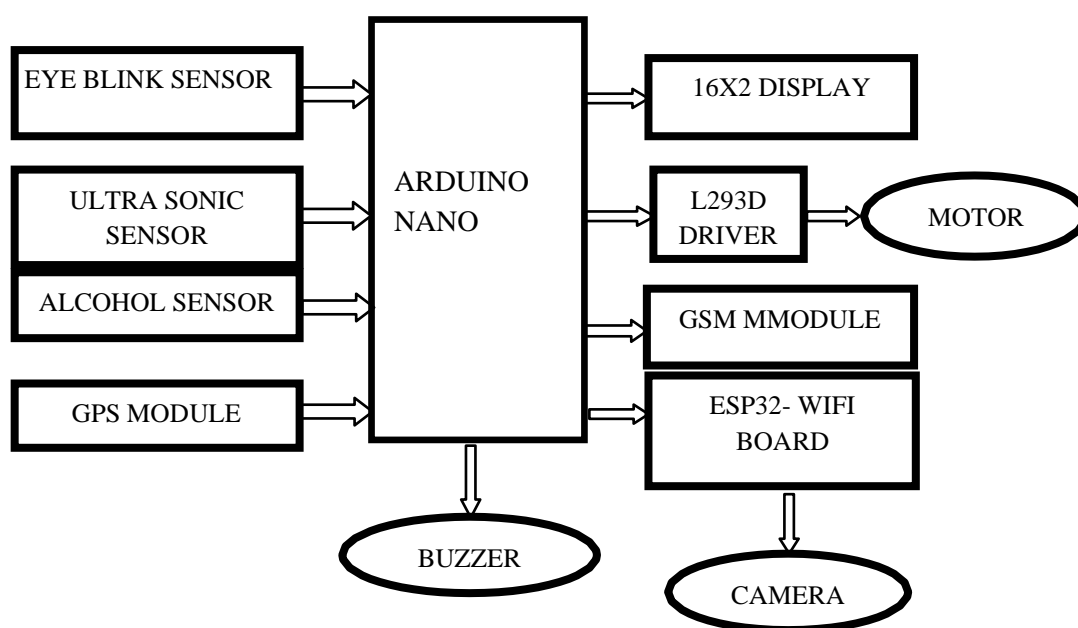 EYE BLINK SENSOR
ULTRA SONIC
SENSOR
ALCOHOL SENSOR
GPS MODULE
ARDUINO
NANO
16X2 DISPLAY
L293D
DRIVER
MOTOR
GSM MMODULE
ESP32- WIFI
BOARD
BUZZER
CAMERA